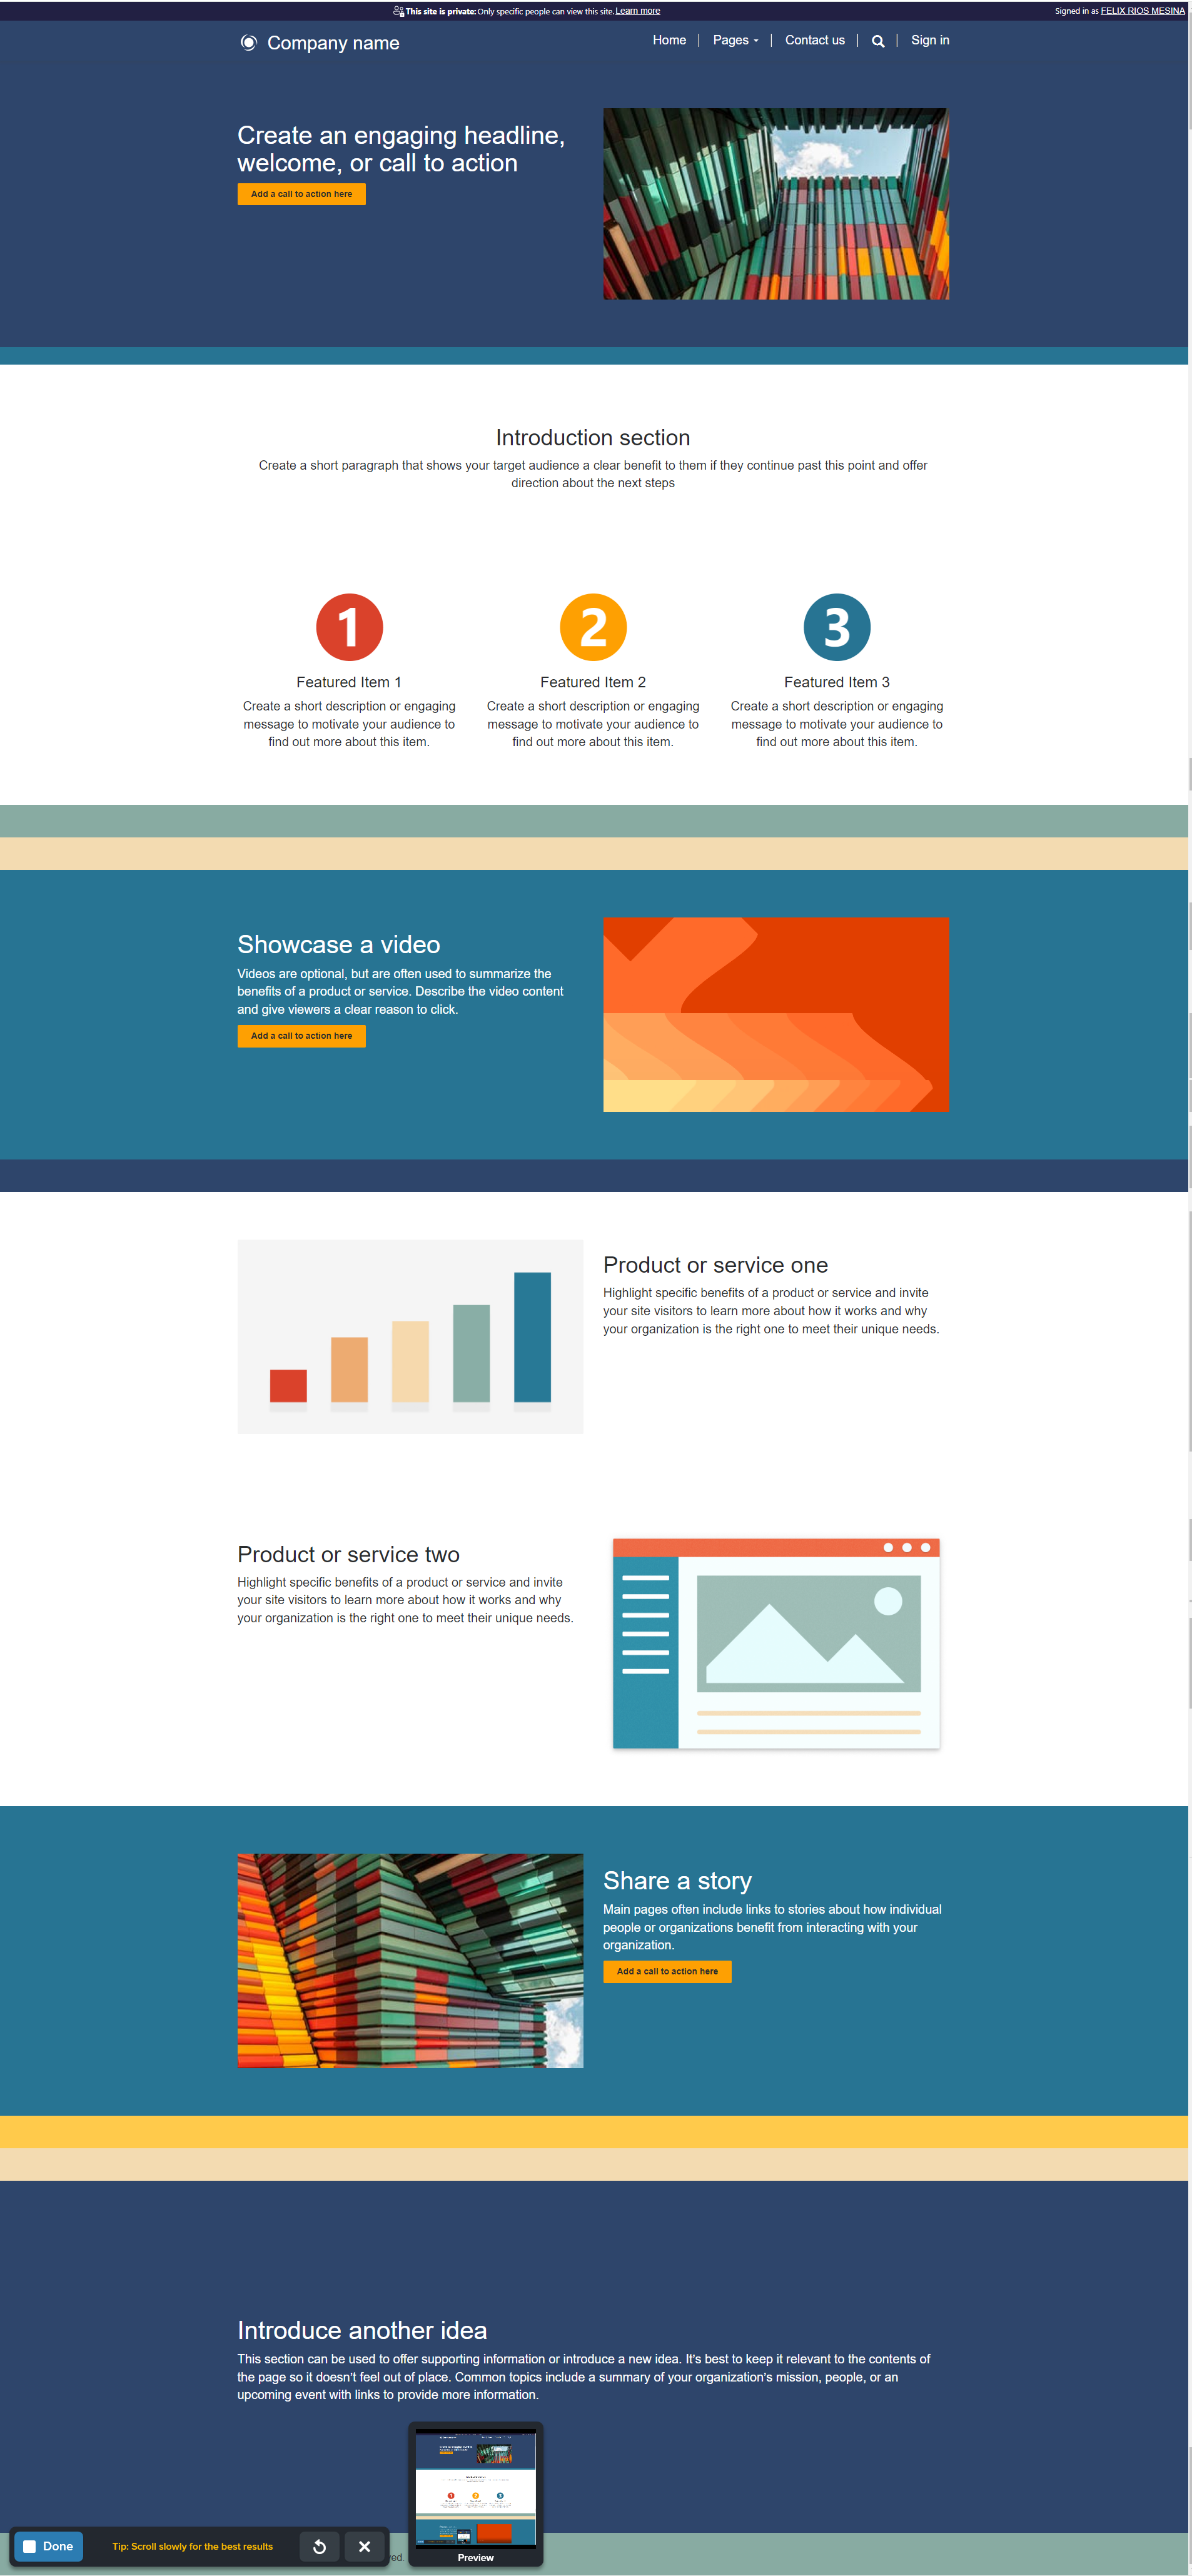 This site is private: Only specific people can view this site. Learn more
Signed in as FELIX RIOS MESINA
Company name
Home | Pages | Contact us | | Sign in
Create an engaging headline,
welcome, or call to action
Add a call to action here
Introduction section
Create a short paragraph that shows your target audience a clear benefit to them if they continue past this point and offer
direction about the next steps
1
Featured Item 1
Create a short description or engaging
message to motivate your audience to
find out more about this item.
2
Featured Item 2
Create a short description or engaging
message to motivate your audience to
find out more about this item.
3
Featured Item 3
Create a short description or engaging
message to motivate your audience to
find out more about this item.
Showcase a video
Videos are optional, but are often used to summarize the
benefits of a product or service. Describe the video content
and give viewers a clear reason to click.
Add a call to action here
Product or service one
Highlight specific benefits of a product or service and invite
your site visitors to learn more about how it works and why
your organization is the right one to meet their unique needs.
Product or service two
Highlight specific benefits of a product or service and invite
your site visitors to learn more about how it works and why
your organization is the right one to meet their unique needs.
Share a story
Main pages often include links to stories about how individual
people or organizations benefit from interacting with your
organization.
Add a call to action here
Introduce another idea
This section can be used to offer supporting information or introduce a new idea. It's best to keep it relevant to the contents of
the page so it doesn't feel out of place. Common topics include a summary of your organization's mission, people, or an
upcoming event with links to provide more information.
Done
Tip: Scroll slowly for the best results
Preview